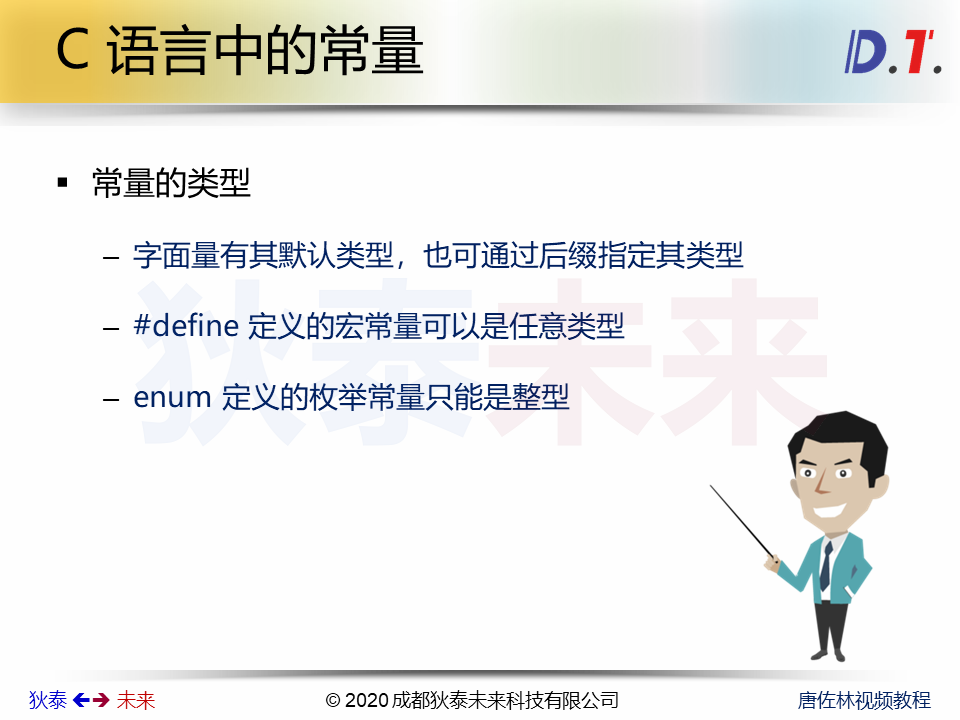 C 语言中的常量
D.T.
▪ 常量的类型
– 字面量有其默认类型，也可通过后缀指定其类型
– #define 定义的宏常量可以是任意类型
– enum 定义的枚举常量只能是整型
狄泰未来
狄泰 🡸🡺 未来
© 2020 成都狄泰未来科技有限公司
唐佐林视频教程